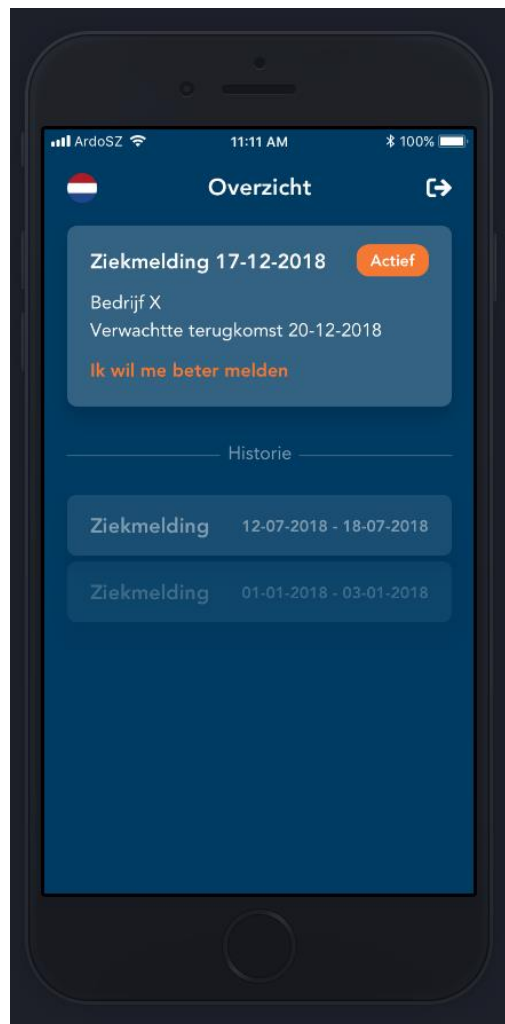 ArdoSZ 11:11 AM 100%
Overzicht
Ziekmelding 17-12-2018 Actief
Bedrijf X
Verwachtte terugkomst 20-12-2018
Ik wil me beter melden
Historie
Ziekmelding 12-07-2018 - 18-07-2018
Ziekmelding 01-01-2018 - 03-01-2018